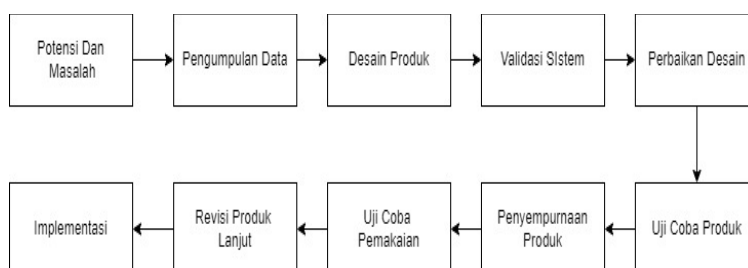 Potensi Dan
Masalah
Pengumpulan Data
Desain Produk
Validasi SIstem
Perbaikan Desain
Uji Coba Produk
Penyempurnaan
Produk
Uji Coba
Pemakaian
Revisi Produk
Lanjut
Implementasi